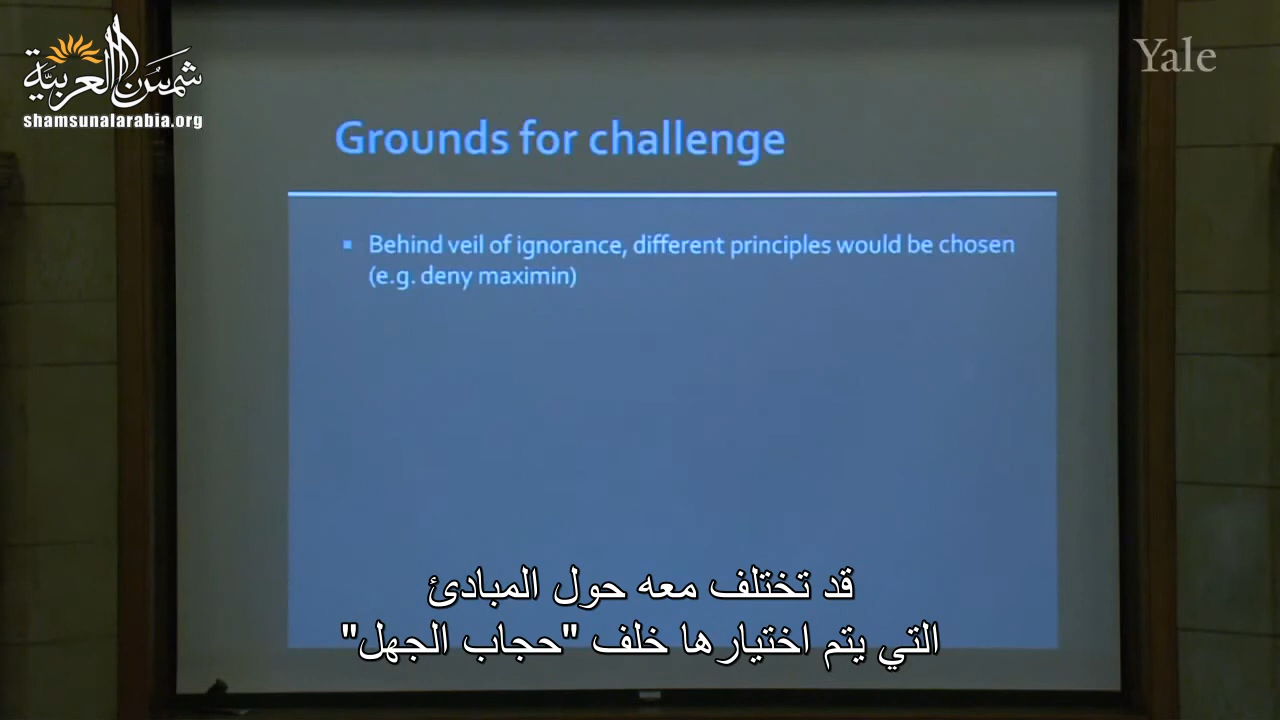 شمس العربية
shamsunalarabia.org
Yale
Grounds for challenge
▪ Behind veil of ignorance, different principles would be chosen
(e.g. deny maximin)
قد تختلف معه حول المبادئ
التي يتم اختيارها خلف "حجاب الجهل"